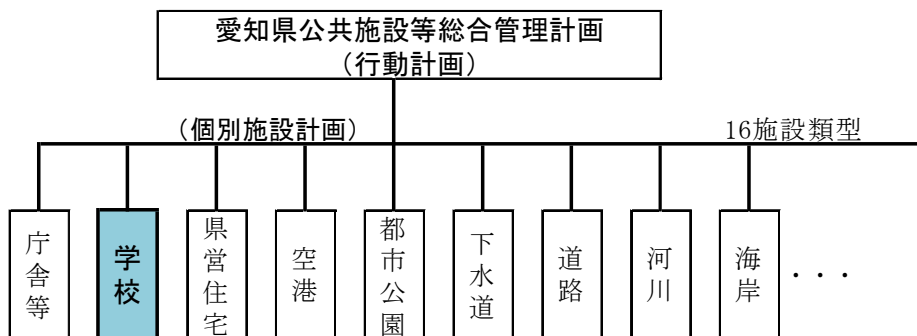 愛知県公共施設等総合管理計画
（行動計画）
（個別施設計画）
16施設類型
庁舎等
学校
県営住宅
空港
都市公園
下水道
道路
河川
海岸
・・・